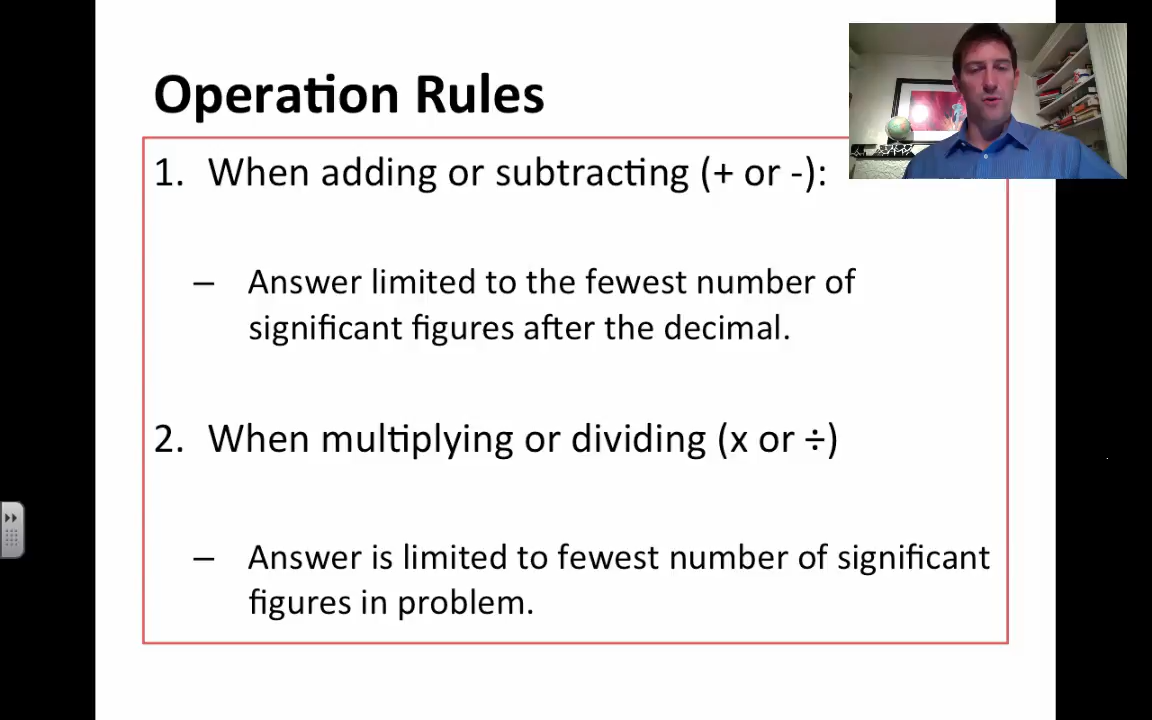 Operation Rules
1. When adding or subtracting (+ or -):
– Answer limited to the fewest number of
significant figures after the decimal.
2. When multiplying or dividing (x or ÷)
– Answer is limited to fewest number of significant
figures in problem.